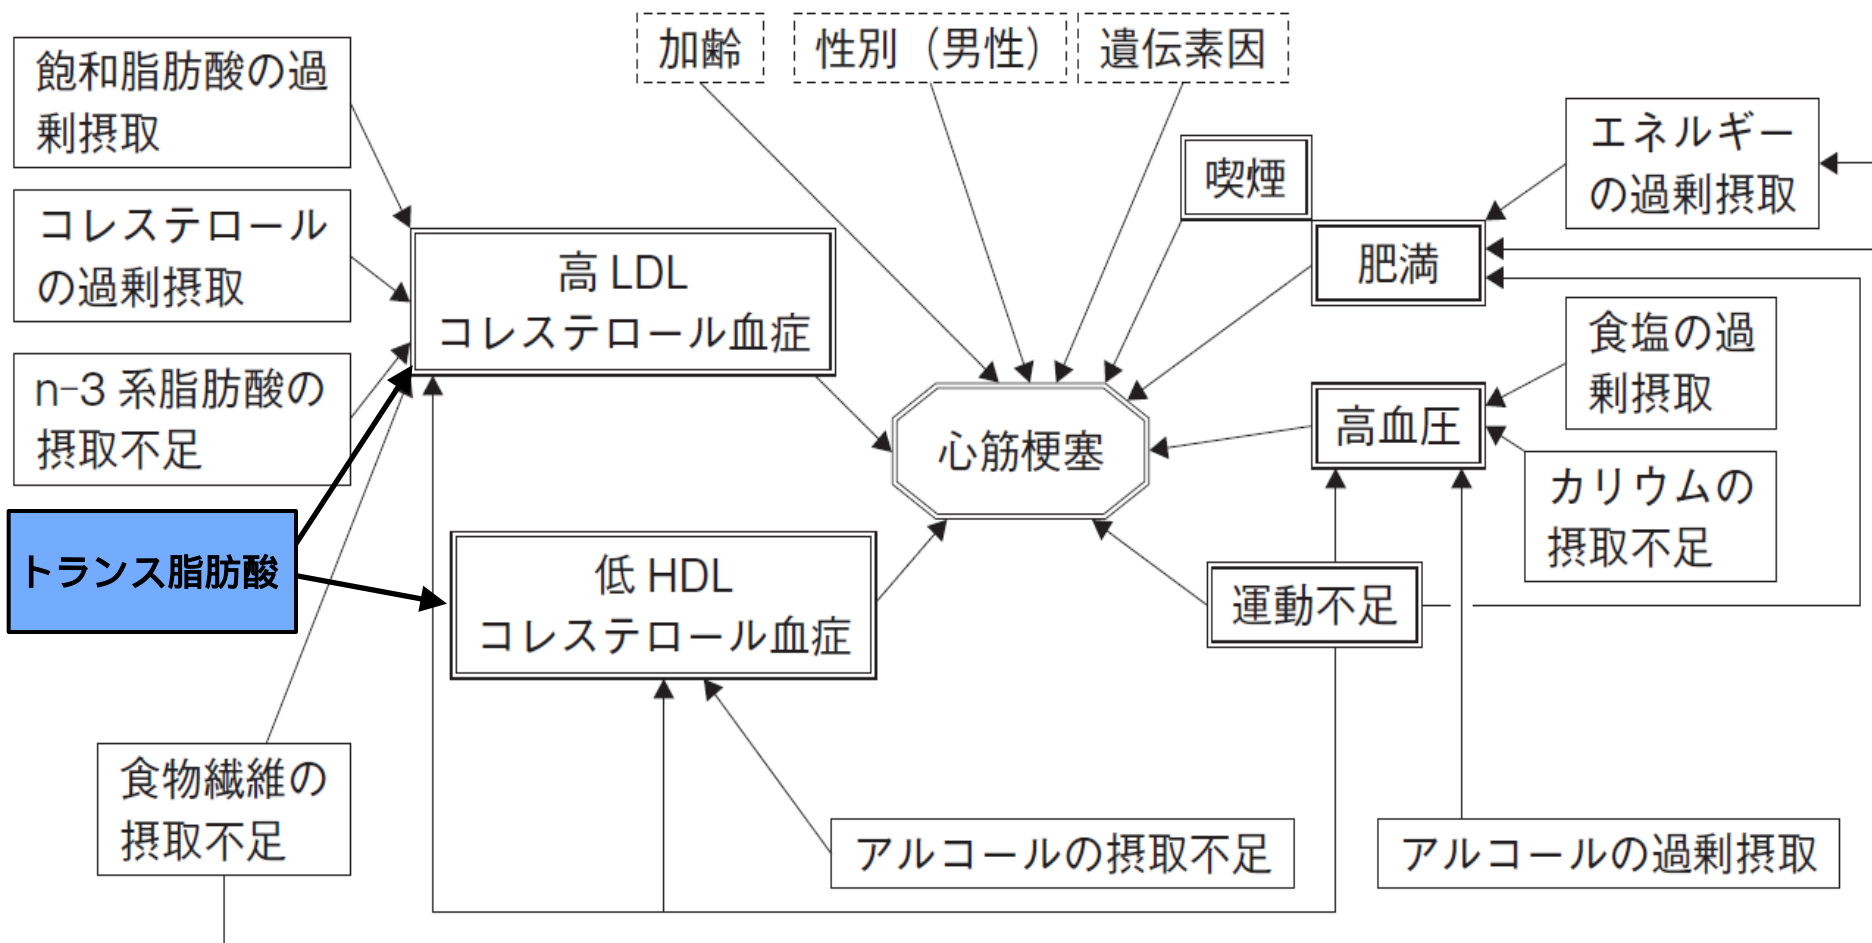 加齢
性別（男性）
遺伝素因
飽和脂肪酸の過
剰摂取
コレステロール
の過剰摂取
n-3 系脂肪酸の
摂取不足
トランス脂肪酸
食物繊維の
摂取不足
高 LDL
コレステロール血症
低 HDL
コレステロール血症
心筋梗塞
喫煙
肥満
高血圧
運動不足
エネルギー
の過剰摂取
食塩の過
剰摂取
カリウムの
摂取不足
アルコールの摂取不足
アルコールの過剰摂取